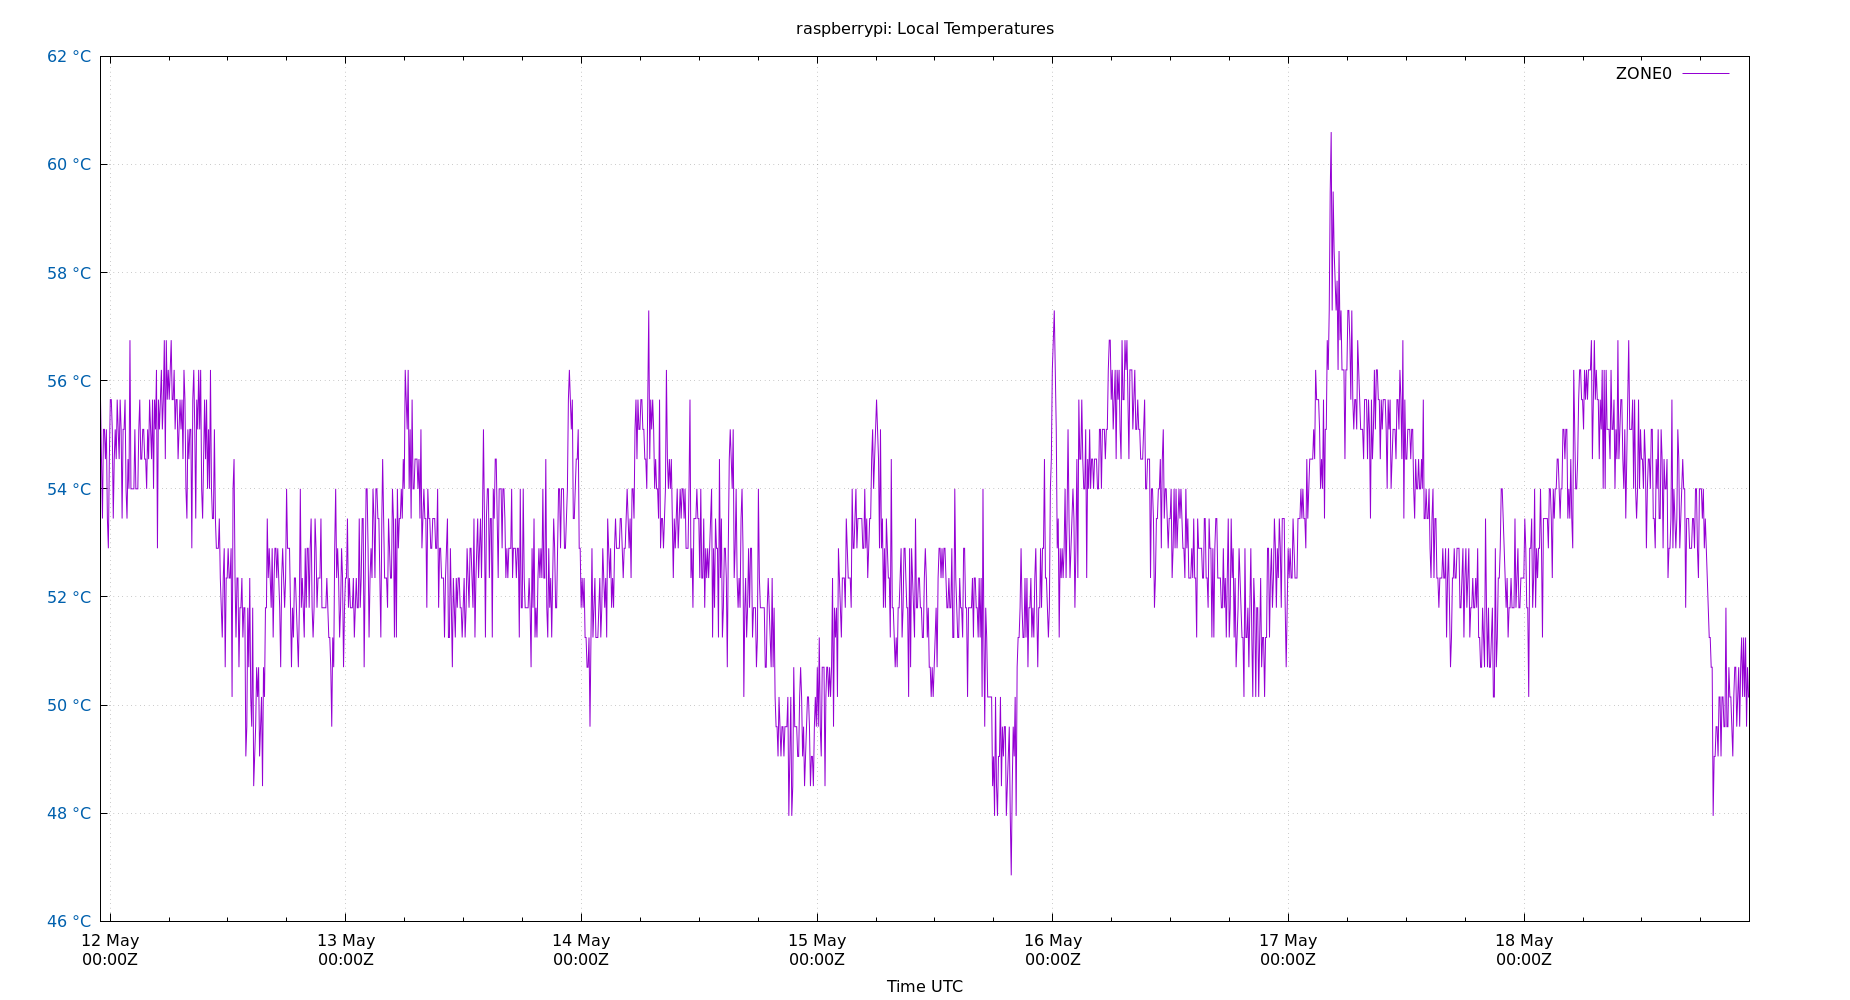 raspberrypi: Local Temperatures
62 °C
ZONE0
60 °C
58 °C
56 °C
54 °C
52 °C
50 °C
48 °C
46 °C
12 May 13 May 14 May 15 May 16 May 17 May 18 May
00:00Z 00:00Z 00:00Z 00:00Z 00:00Z 00:00Z 00:00Z
Time UTC